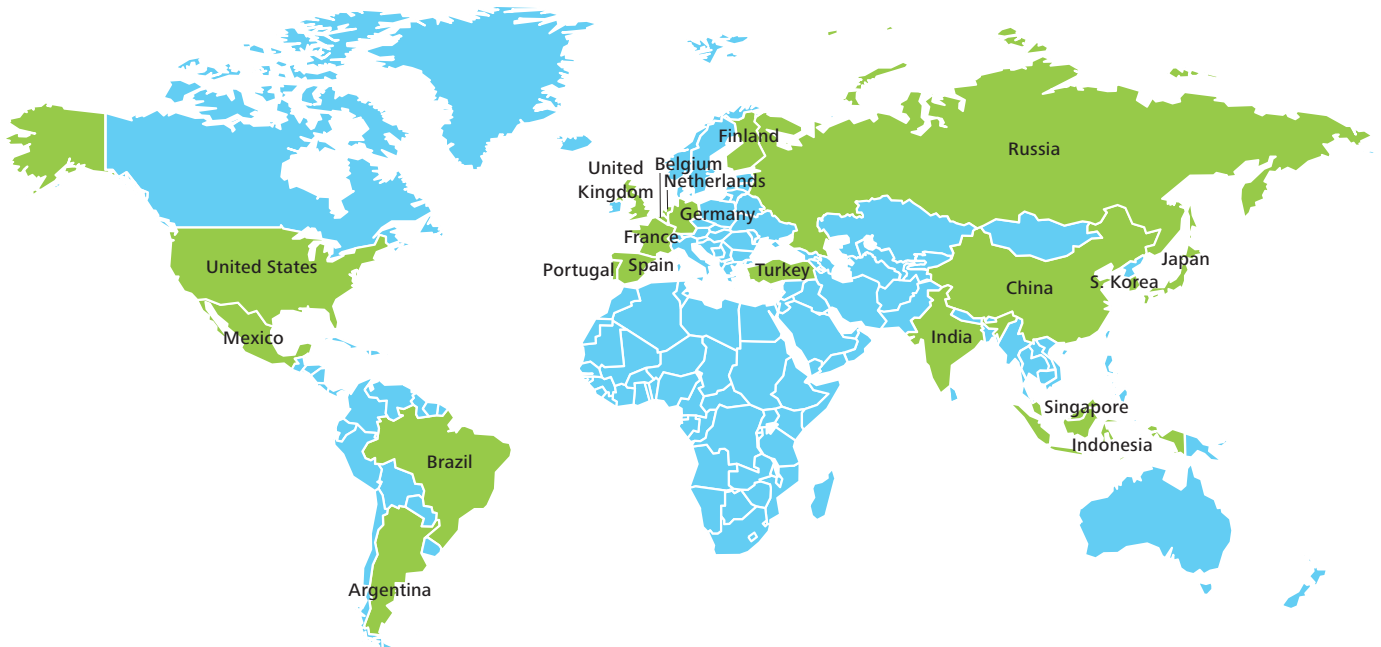 Finland
Russia
United
Kingdom
Belgium
Netherlands
Germany
France
Portugal
Spain
Turkey
United States
Mexico
Japan
S. Korea
China
India
Singapore
Indonesia
Brazil
Argentina